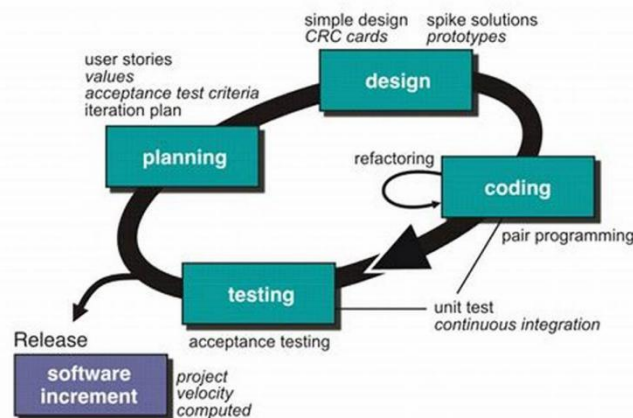 simple design
CRC cards
spike solutions
prototypes
user stories
values
acceptance test criteria
iteration plan
design
planning
refactoring
coding
pair programming
testing
unit test
continuous integration
acceptance testing
Release
software
increment
project
velocity
computed